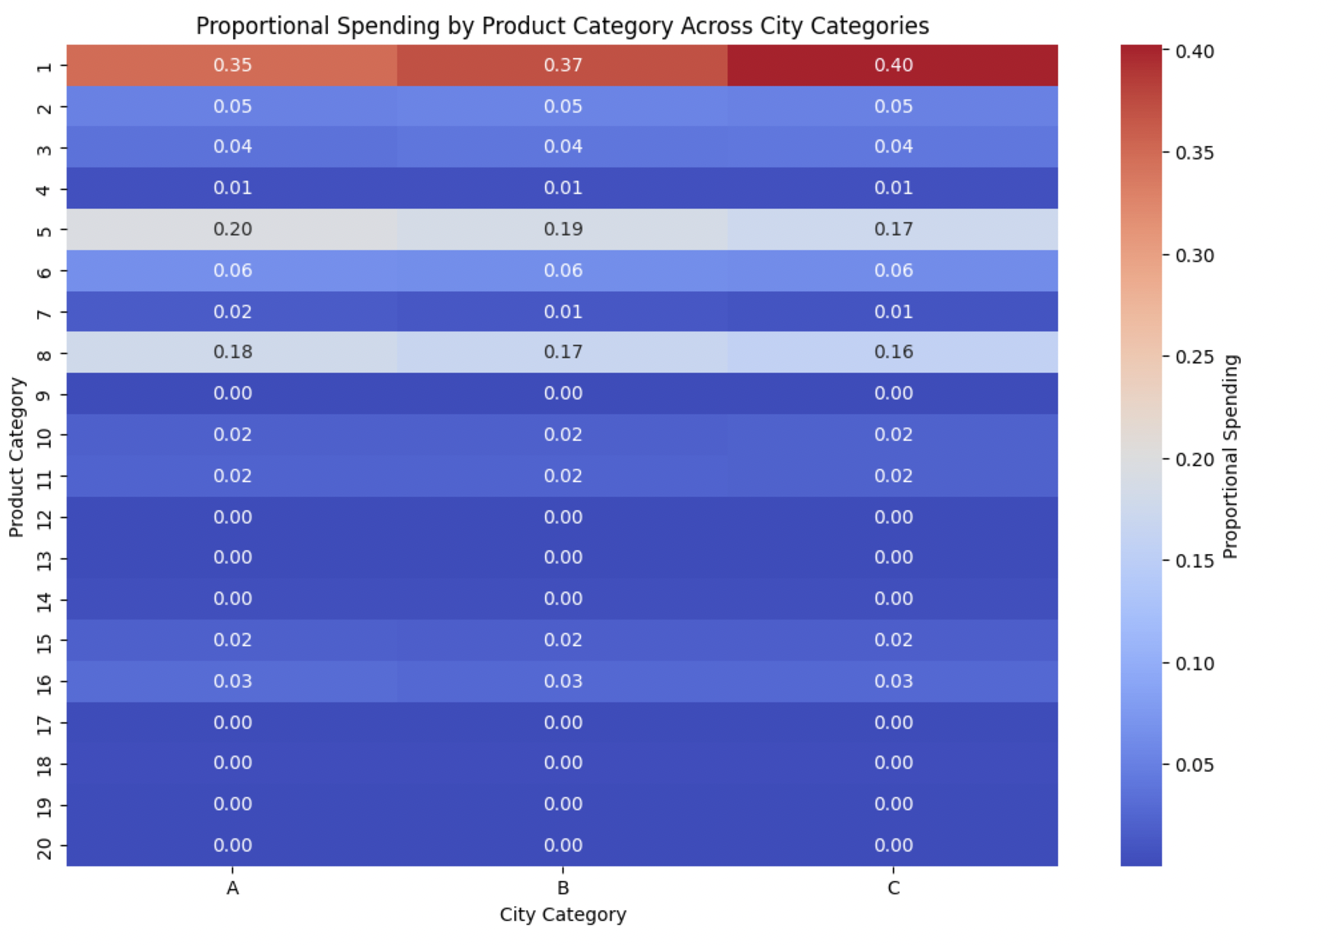 Proportional Spending by Product Category Across City Categories
1 0.35 0.37 0.40
2 0.05 0.05 0.05
3 0.04 0.04 0.04
4 0.01 0.01 0.01
5 0.20 0.19 0.17
6 0.06 0.06 0.06
7 0.02 0.01 0.01
8 0.18 0.17 0.16
9 0.00 0.00 0.00
10 0.02 0.02 0.02
11 0.02 0.02 0.02
12 0.00 0.00 0.00
13 0.00 0.00 0.00
14 0.00 0.00 0.00
15 0.02 0.02 0.02
16 0.03 0.03 0.03
17 0.00 0.00 0.00
18 0.00 0.00 0.00
19 0.00 0.00 0.00
20 0.00 0.00 0.00
Product Category
A B C
City Category
0.40
0.35
0.30
0.25
0.20
0.15
0.10
0.05
Proportional Spending